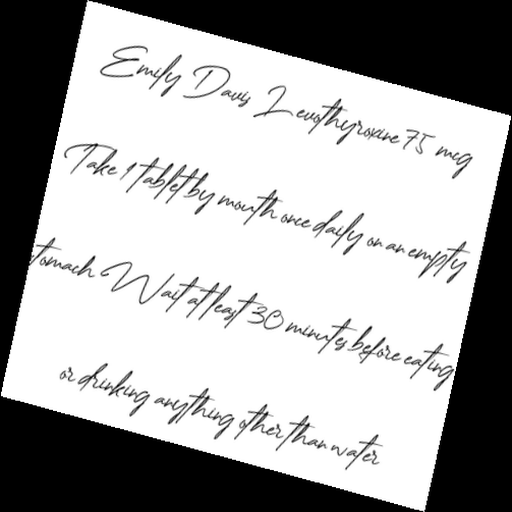 Emily Davis Levothyroxine 75 mcg
Take 1 tablet by mouth once daily on an empty
stomach Wait at least 30 minutes before eating
or drinking anything other than water